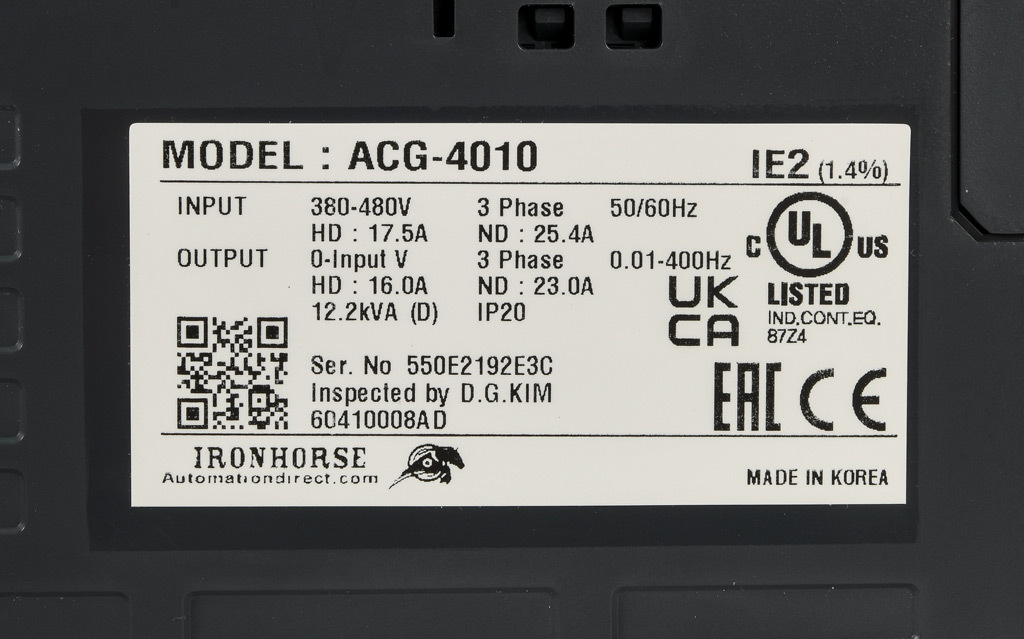 MODEL : ACG-4010
IE2 (1.4%)
INPUT 380-480V 3 Phase 50/60Hz
HD : 17.5A ND : 25.4A
OUTPUT 0-Input V 3 Phase 0.01-400Hz
HD : 16.0A ND : 23.0A
12.2kVA (D) IP20
C UL US
LISTED
IND.CONT.EQ.
87Z4
UK
CA
Ser. No 550E2192E3C
Inspected by D.G.KIM
60410008AD
EAC CE
IRONHORSE
Automationdirect.com
MADE IN KOREA